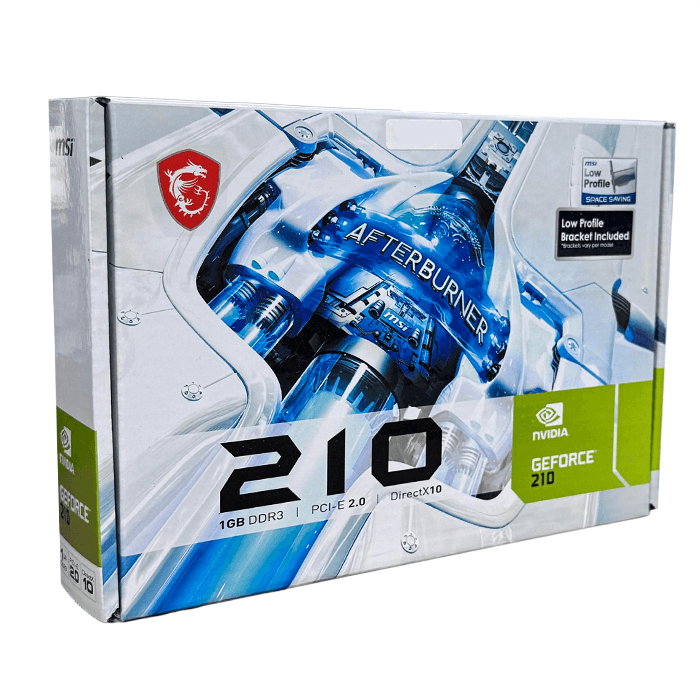 msi
AFTERBURNER
msi
msi
Low
Profile
SPACE SAVING
Low Profile
Bracket Included
*Brackets vary per model
210
1GB DDR3 | PCI-E 2.0 | DirectX10
NVIDIA
GEFORCE
210
NVIDIA
GEFORCE
210
2.0
10